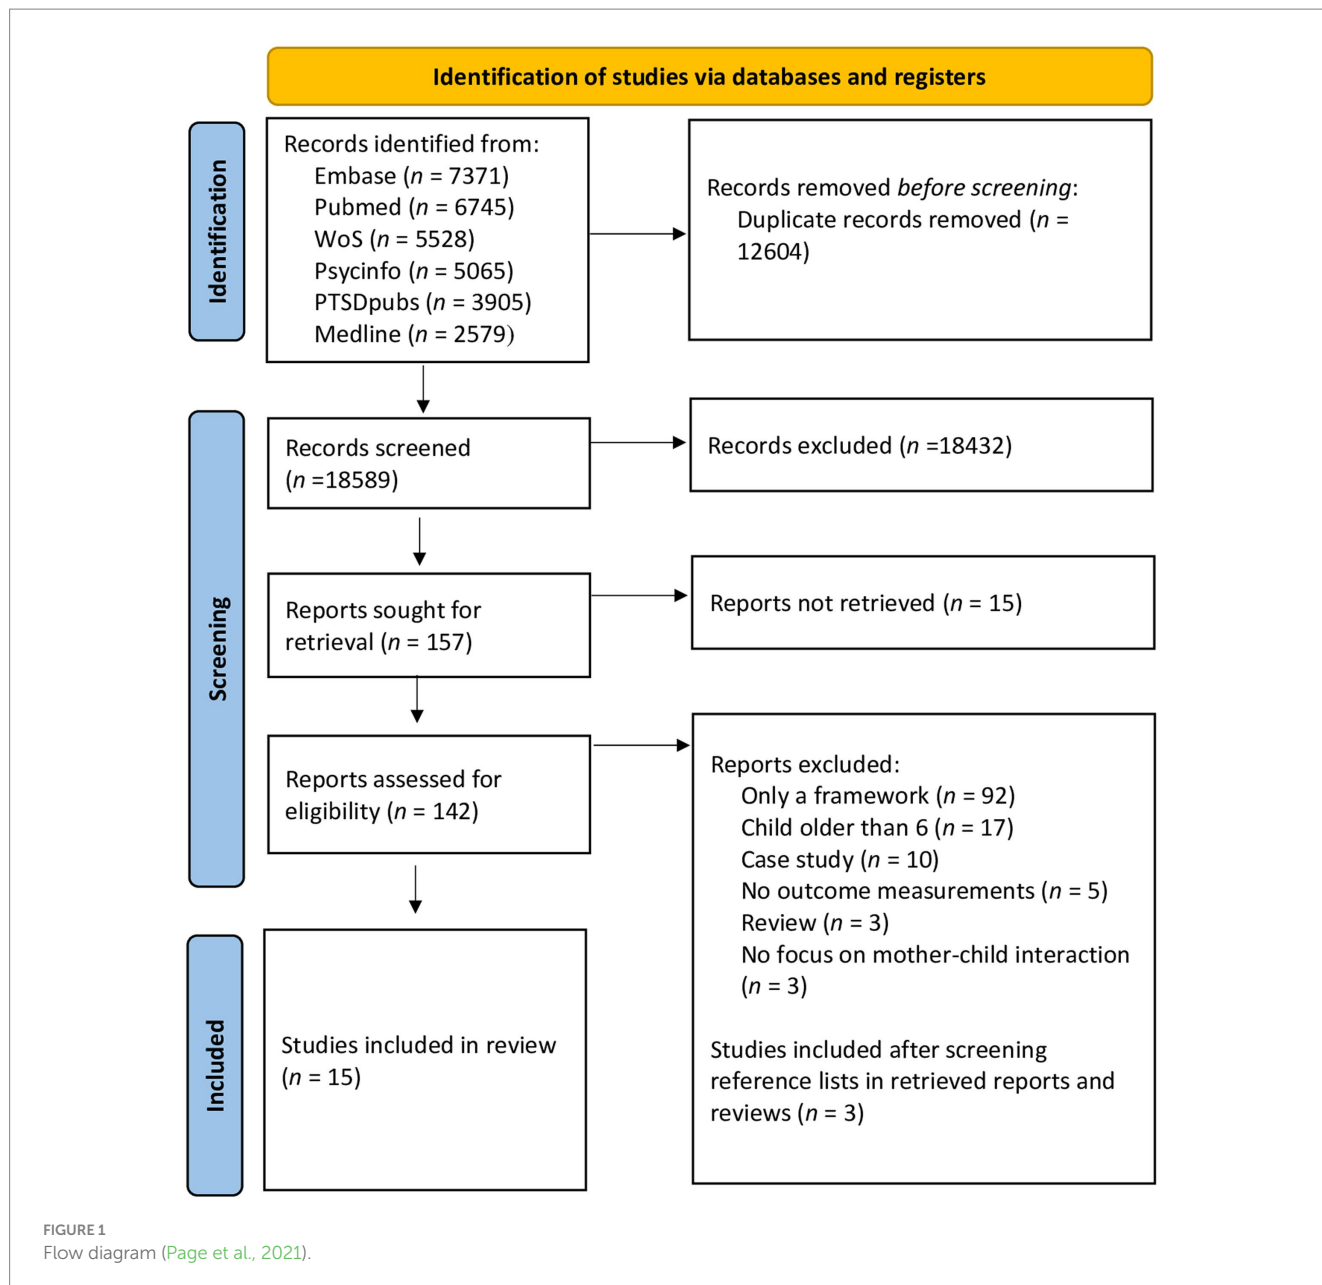 Identification of studies via databases and registers
Identification
Records identified from:
Embase (n = 7371)
Pubmed (n = 6745)
WoS (n = 5528)
Psycinfo (n = 5065)
PTSDpubs (n = 3905)
Medline (n = 2579)
Records removed before screening:
Duplicate records removed (n =
12604)
Screening
Records screened
(n =18589)
Records excluded (n =18432)
Reports sought for
retrieval (n = 157)
Reports not retrieved (n = 15)
Reports assessed for
eligibility (n = 142)
Reports excluded:
Only a framework (n = 92)
Child older than 6 (n = 17)
Case study (n = 10)
No outcome measurements (n = 5)
Review (n = 3)
No focus on mother-child interaction
(n = 3)
Studies included after screening
reference lists in retrieved reports and
reviews (n = 3)
Included
Studies included in review
(n = 15)
FIGURE 1
Flow diagram (Page et al., 2021).